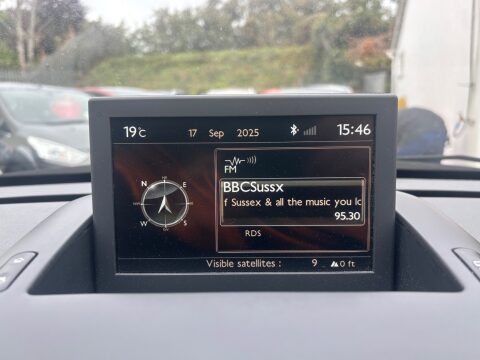 19°C 17 Sep 2025 15:46
FM
BBCSussx
f Sussex & all the music you lc
95.30
RDS
N E
W S
Visible satellites : 9 0 ft